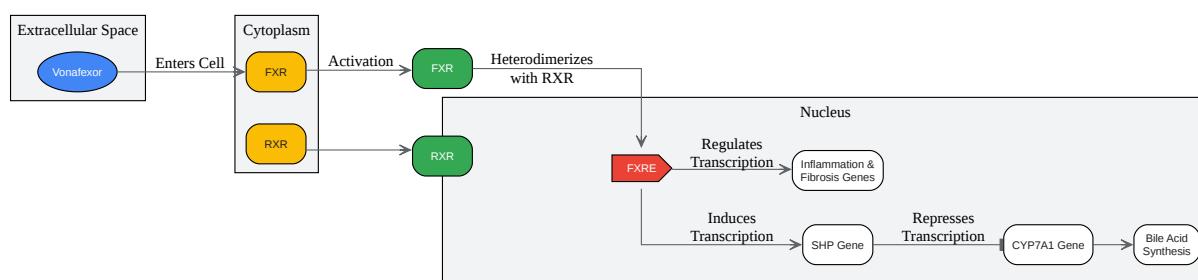 Extracellular Space
Vonafexor
Enters Cell
Cytoplasm
FXR
RXR
Activation
FXR
RXR
Heterodimerizes
with RXR
Nucleus
FXRE
Regulates
Transcription
Inflammation &
Fibrosis Genes
Induces
Transcription
SHP Gene
Represses
Transcription
CYP7A1 Gene
Bile Acid
Synthesis